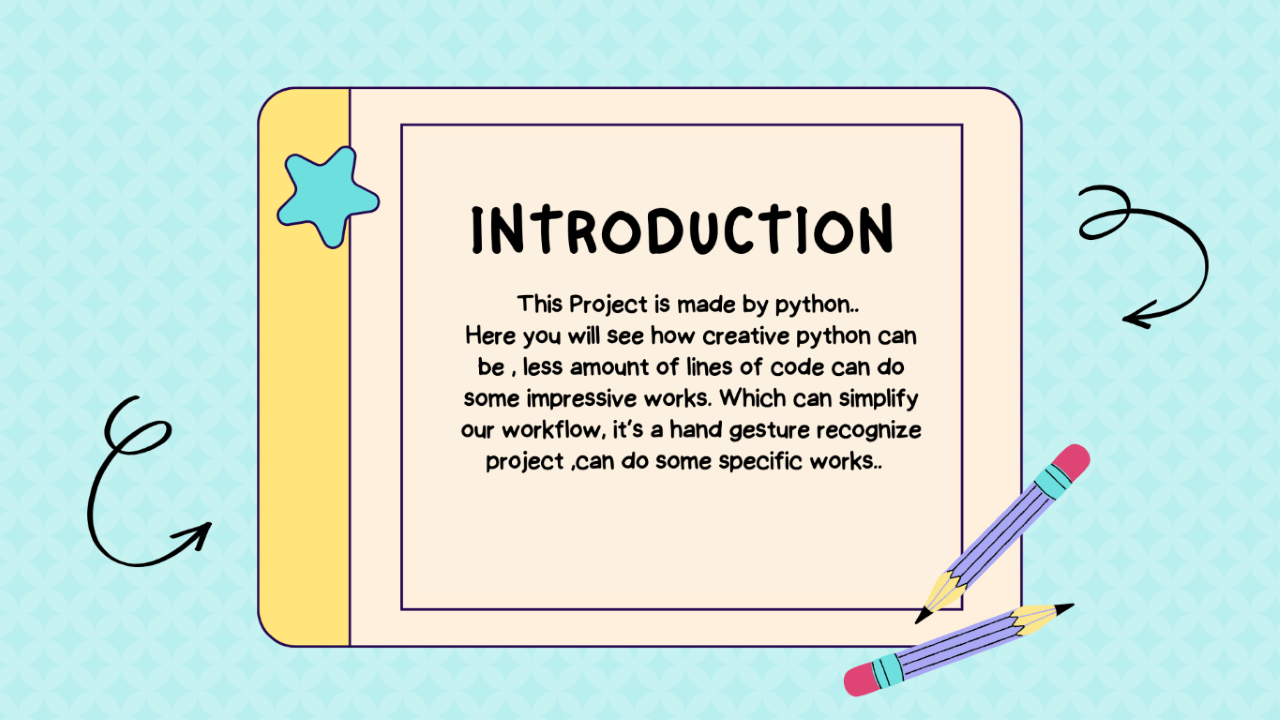 INTRODUCTION
This Project is made by python..
Here you will see how creative python can
be , less amount of lines of code can do
some impressive works. Which can simplify
our workflow, it's a hand gesture recognize
project ,can do some specific works..